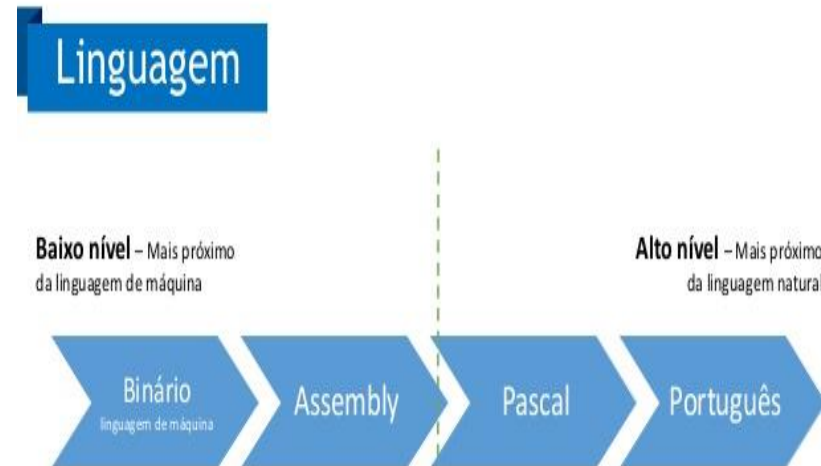 Linguagem
Baixo nível – Mais próximo
da linguagem de máquina
Alto nível – Mais próximo
da linguagem natural
Binário
linguagem de máquina
Assembly
Pascal
Português